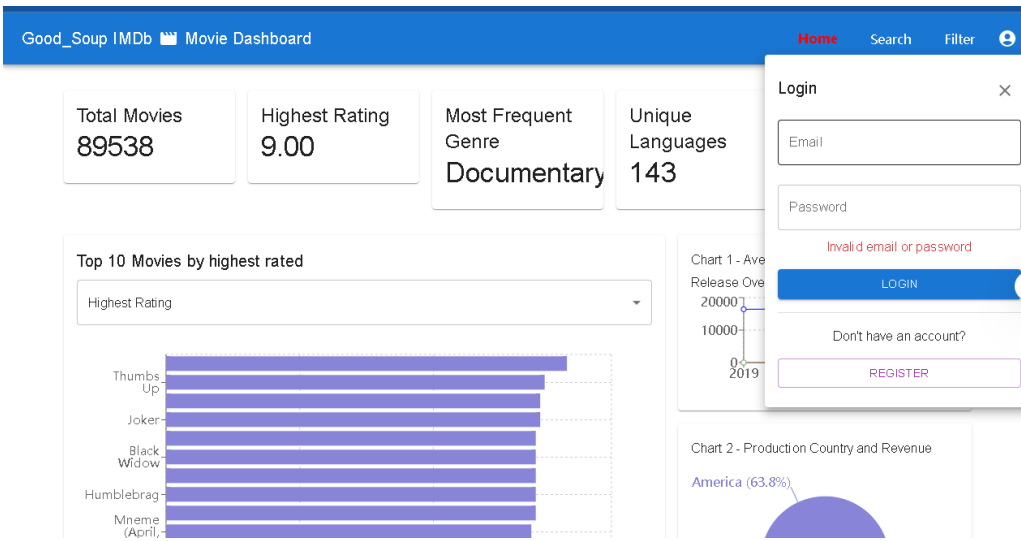 Good_Soup IMDb Movie Dashboard
Home Search Filter
Total Movies
89538
Highest Rating
9.00
Most Frequent
Genre
Documentary
Unique
Languages
143
Login
Email
Password
Invalid email or password
LOGIN
Don't have an account?
REGISTER
Top 10 Movies by highest rated
Highest Rating
Thumbs
Up
Joker
Black
Widow
Humblebrag
Mneme
(April,
Chart 1 - Ave
Release Ove
20000
10000
0
2019
Chart 2 - Production Country and Revenue
America (63.8%)